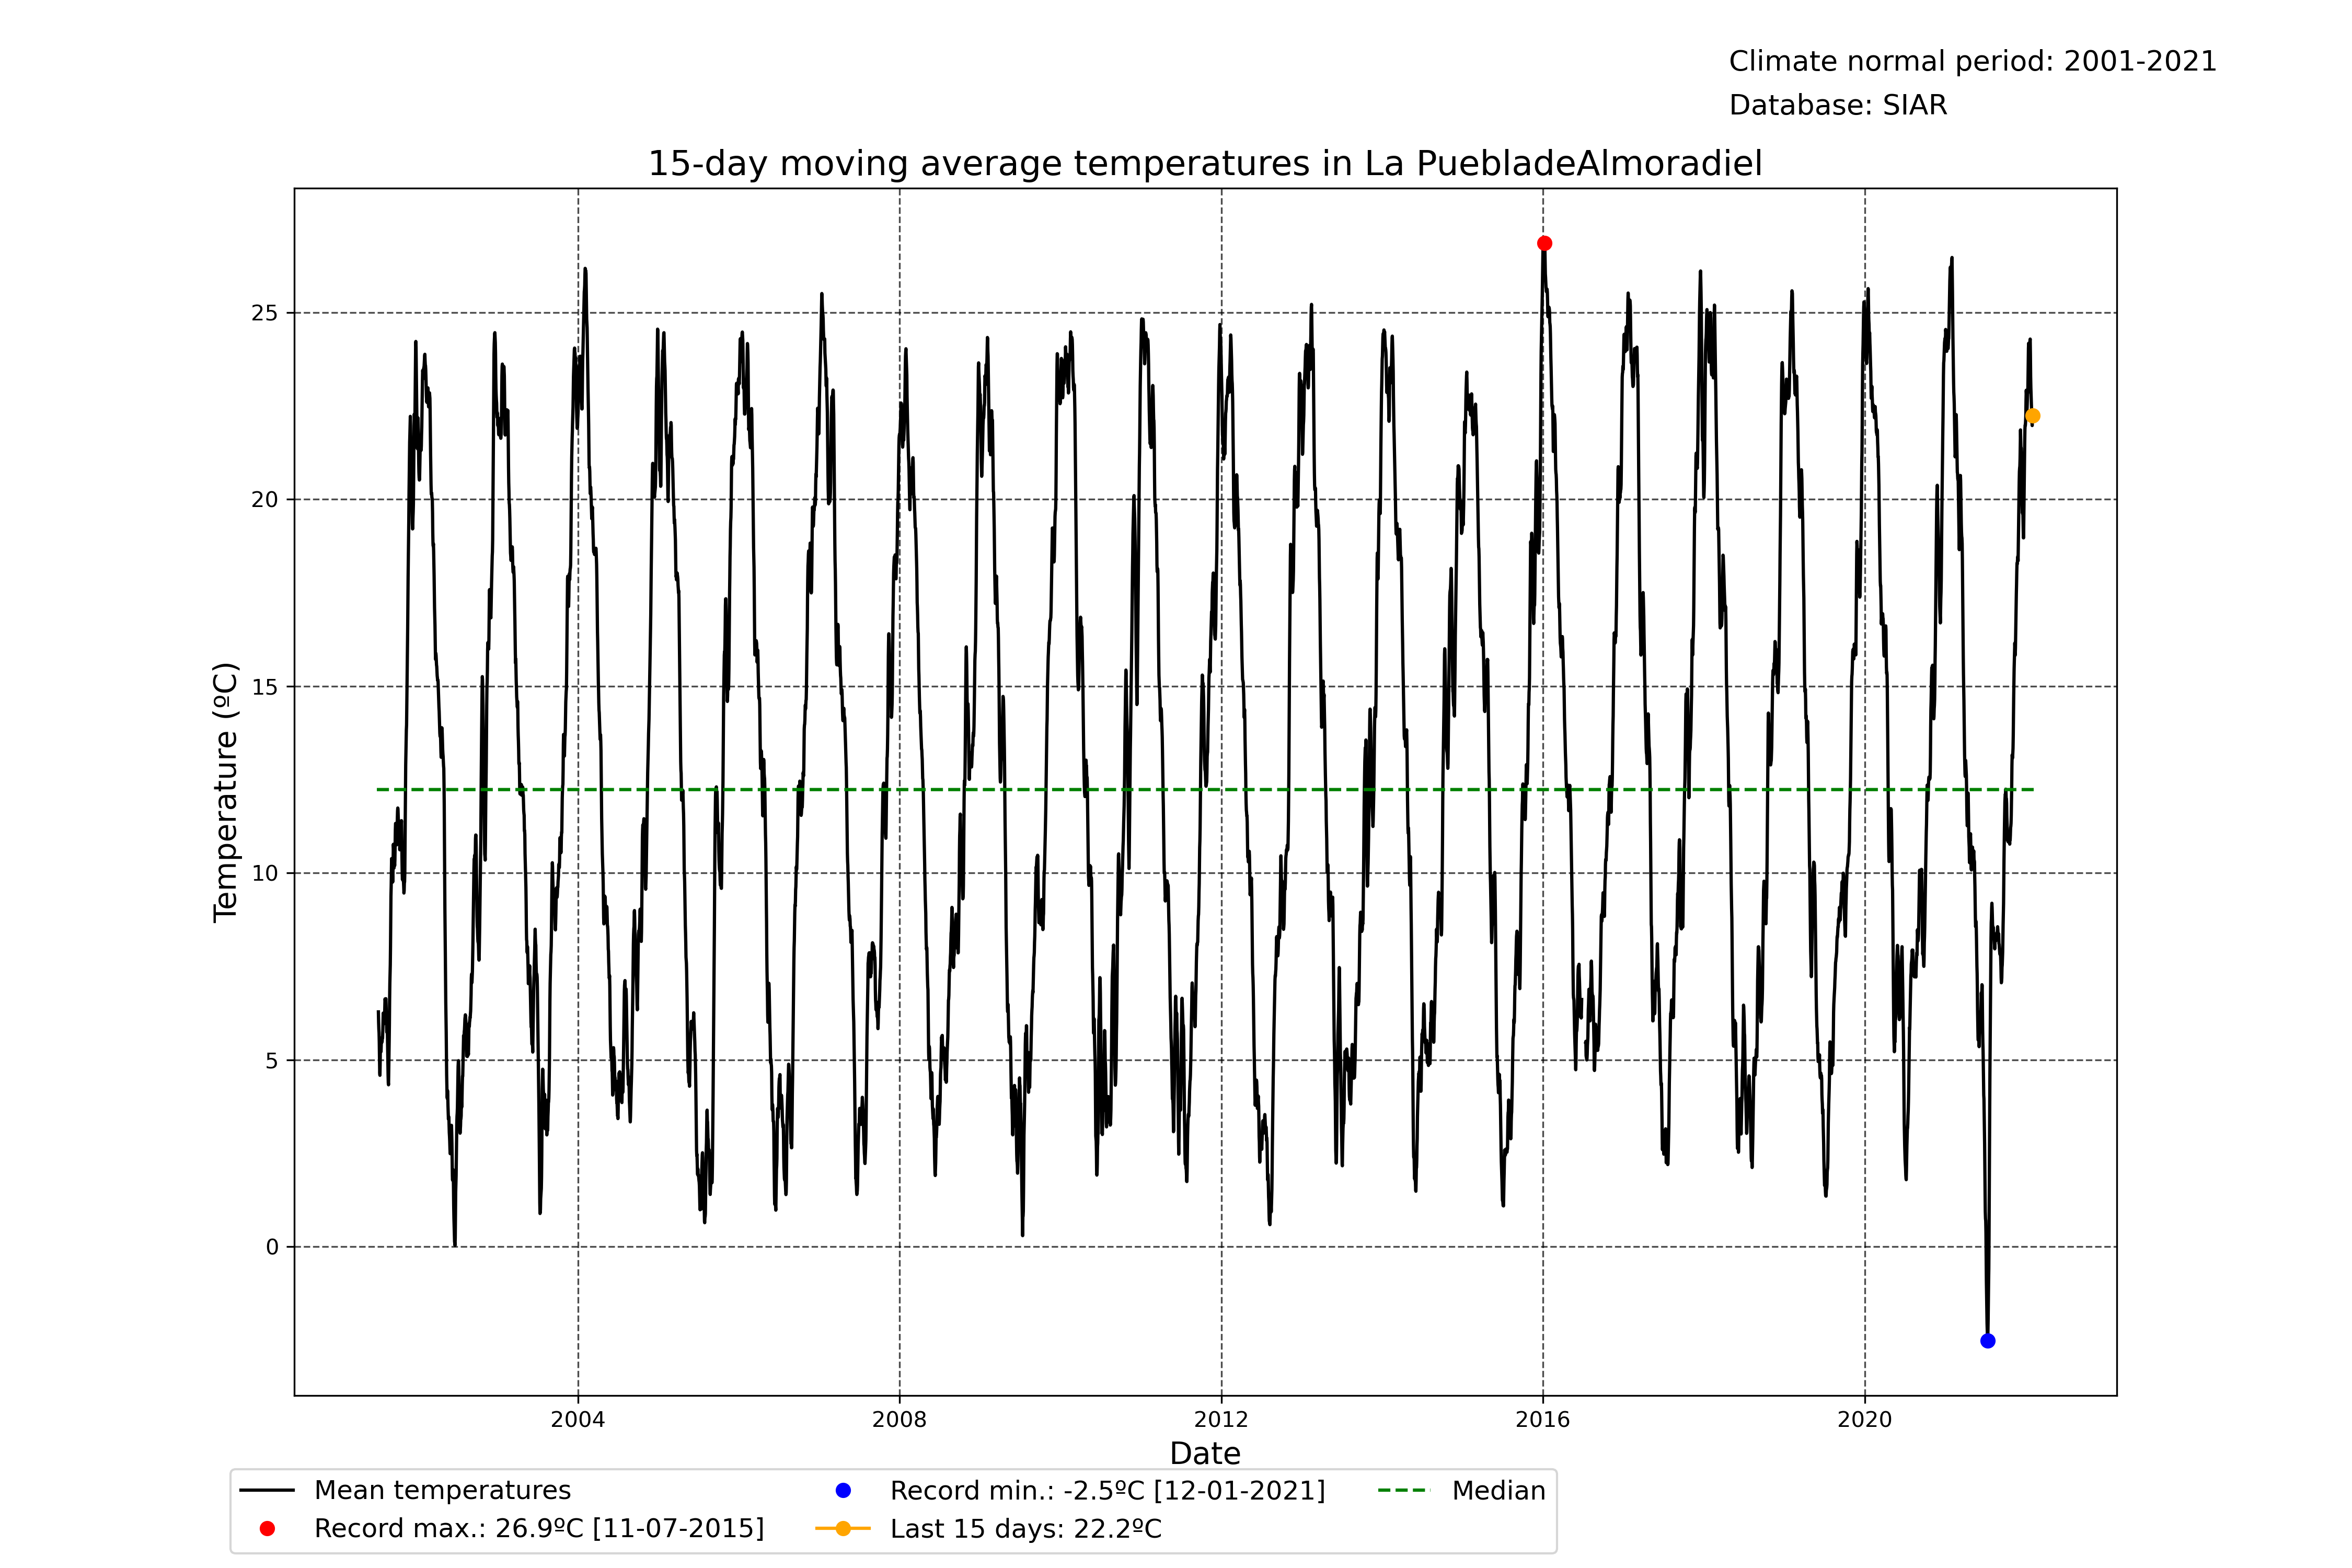 Climate normal period: 2001-2021
Database: SIAR
15-day moving average temperatures in La PuebladeAlmoradiel
25
20
15
10
5
0
Temperature (ºC)
2004 2008 2012 2016 2020
Date
Mean temperatures
Record max.: 26.9ºC [11-07-2015]
Record min.: -2.5ºC [12-01-2021]
Last 15 days: 22.2ºC
Median